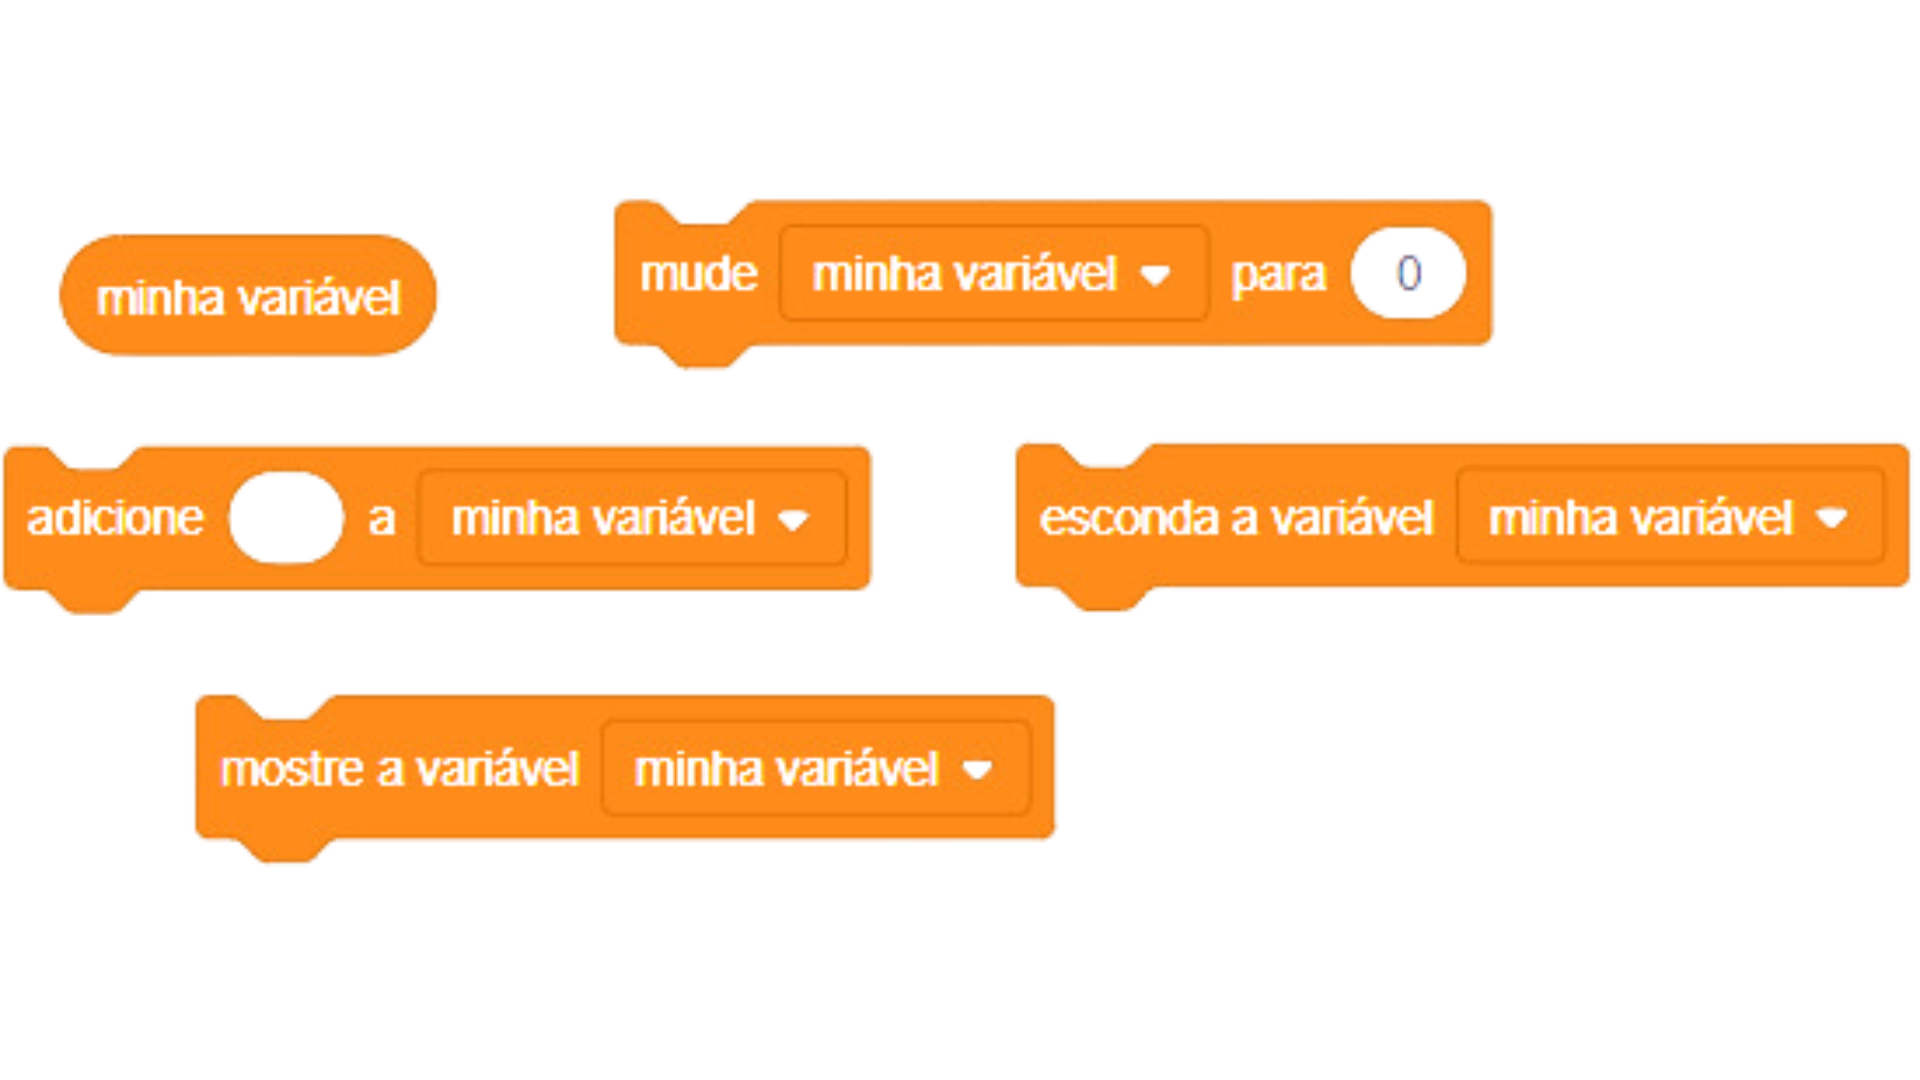 minha variável
mude minha variável para 0
adicione a minha variável
esconda a variável minha variável
mostre a variável minha variável